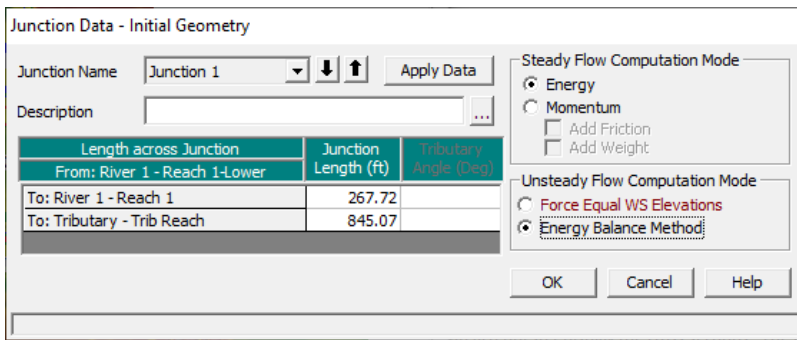 Junction Data - Initial Geometry
Junction Name
Junction 1
Apply Data
Description
...
Length across Junction
From: River 1 - Reach 1-Lower
Junction
Length (ft)
Tributary
Angle (Deg)
To: River 1 - Reach 1
267.72
To: Tributary - Trib Reach
845.07
Steady Flow Computation Mode
Energy
Momentum
Add Friction
Add Weight
Unsteady Flow Computation Mode
Force Equal WS Elevations
Energy Balance Method
OK
Cancel
Help